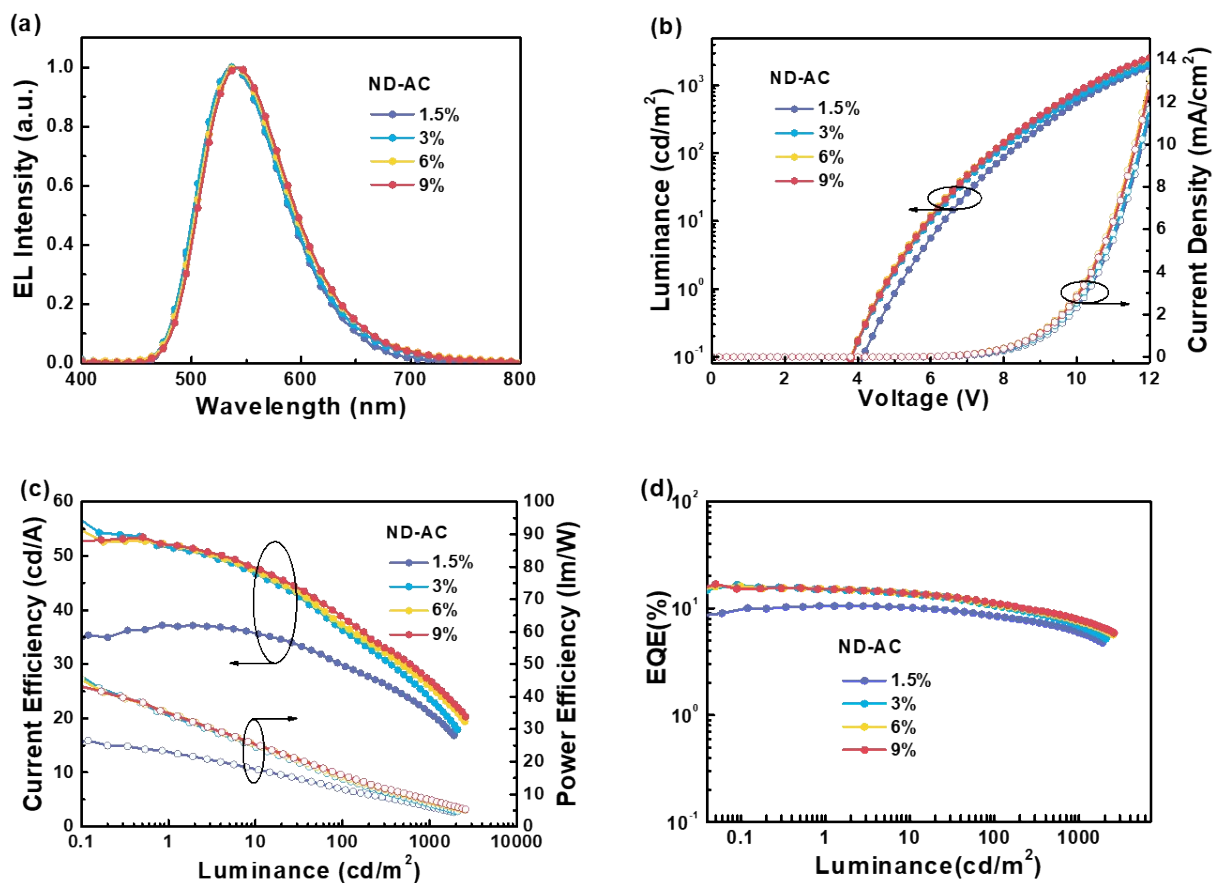 (a)
EL Intensity (a.u.)
1.0
0.8
0.6
0.4
0.2
0.0
ND-AC
1.5%
3%
6%
9%
400 500 600 700 800
Wavelength (nm)
(b)
Luminance (cd/m²)
10³
10²
10¹
10⁰
10⁻¹
ND-AC
1.5%
3%
6%
9%
14
12
10
8
6
4
2
0
Current Density (mA/cm²)
0 2 4 6 8 10 12
Voltage (V)
(c)
Current Efficiency (cd/A)
60
55
50
45
40
35
30
25
20
15
10
5
0
ND-AC
1.5%
3%
6%
9%
100
90
80
70
60
50
40
30
20
10
0
Power Efficiency (lm/W)
0.1 1 10 100 1000 10000
Luminance (cd/m²)
(d)
EQE(%)
10²
10¹
10⁰
10⁻¹
ND-AC
1.5%
3%
6%
9%
0.1 1 10 100 1000
Luminance(cd/m²)